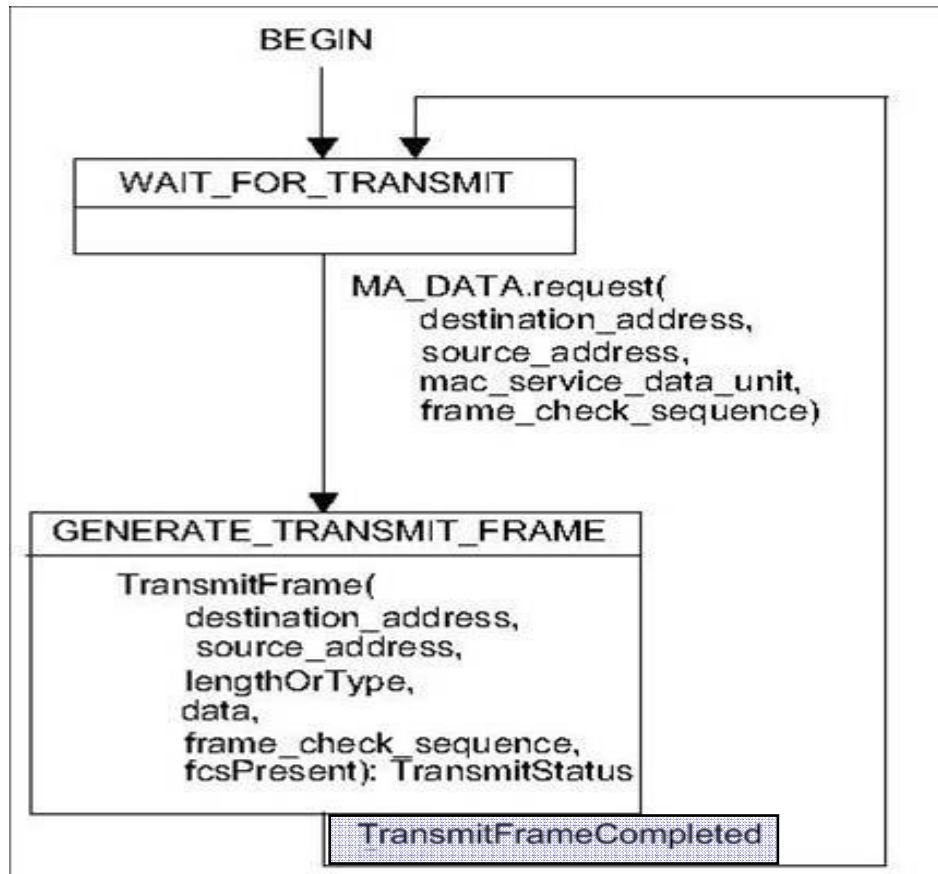 BEGIN
WAIT_FOR_TRANSMIT
MA_DATA.request(
destination_address,
source_address,
mac_service_data_unit,
frame_check_sequence)
GENERATE_TRANSMIT_FRAME
TransmitFrame(
destination_address,
source_address,
lengthOrType,
data,
frame_check_sequence,
fcsPresent): TransmitStatus
TransmitFrameCompleted